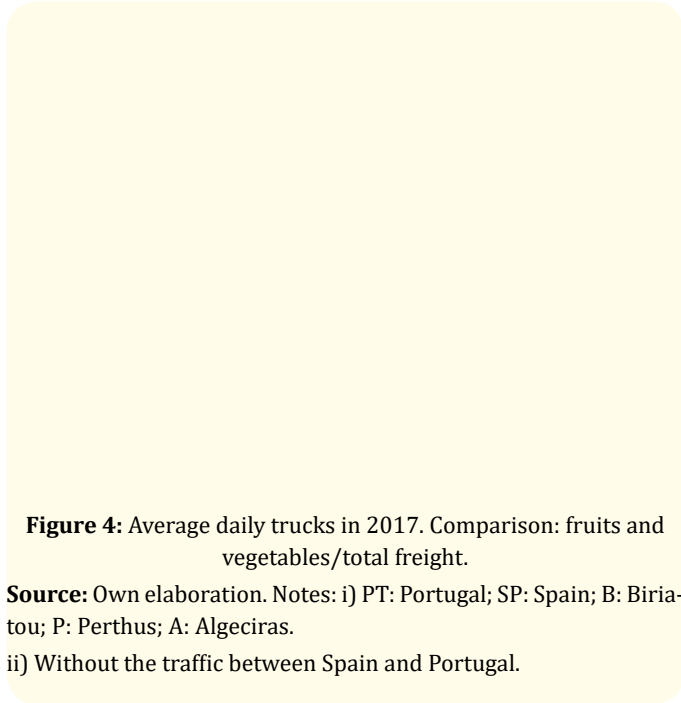 Figure 4: Average daily trucks in 2017. Comparison: fruits and
vegetables/total freight.
Source: Own elaboration. Notes: i) PT: Portugal; SP: Spain; B: Biria-
tou; P: Perthus; A: Algeciras.
ii) Without the traffic between Spain and Portugal.